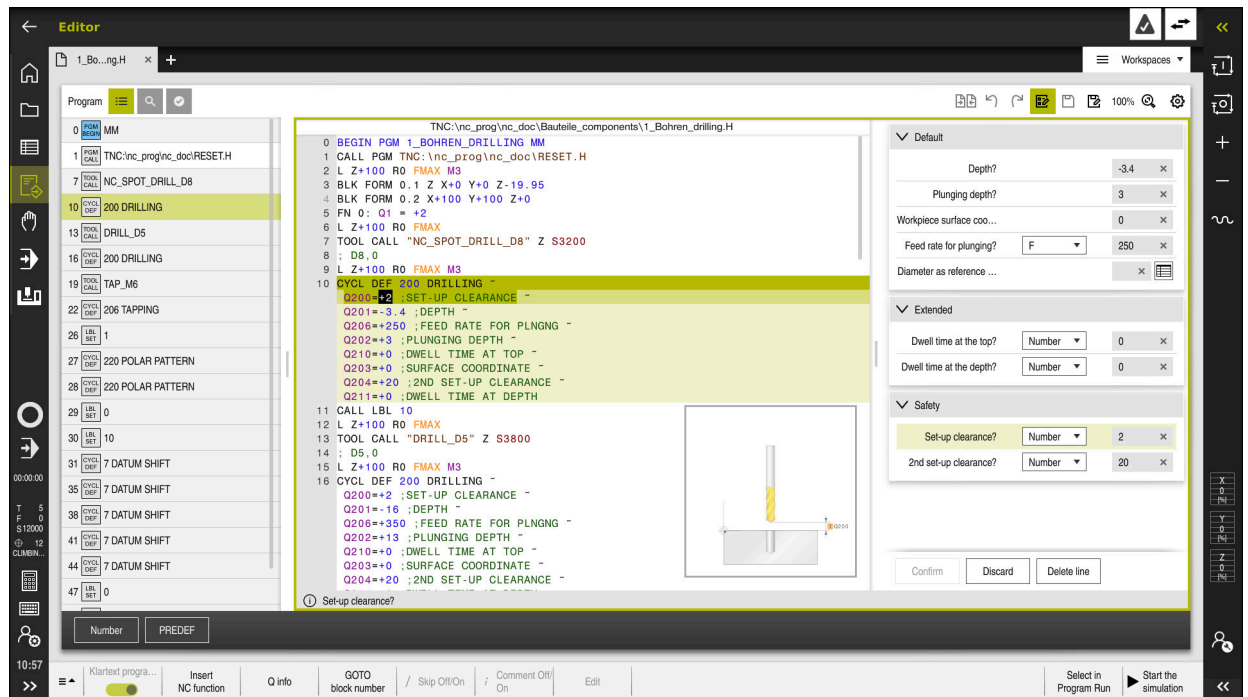 Editor
1_Bo...ng.H × +
Workspaces
Program
100%
0 PGM BEGIN MM
1 PGM CALL TNC:\nc_prog\nc_doc\RESET.H
7 TOOL CALL NC_SPOT_DRILL_D8
10 CYCL DEF 200 DRILLING
13 TOOL CALL DRILL_D5
16 CYCL DEF 200 DRILLING
19 TOOL CALL TAP_M6
22 CYCL DEF 206 TAPPING
26 LBL SET 1
27 CYCL DEF 220 POLAR PATTERN
28 CYCL DEF 220 POLAR PATTERN
29 LBL SET 0
30 LBL SET 10
31 CYCL DEF 7 DATUM SHIFT
35 CYCL DEF 7 DATUM SHIFT
38 CYCL DEF 7 DATUM SHIFT
41 CYCL DEF 7 DATUM SHIFT
44 CYCL DEF 7 DATUM SHIFT
47 LBL SET 0
TNC:\nc_prog\nc_doc\Bauteile_components\1_Bohren_drilling.H
0 BEGIN PGM 1_BOHREN_DRILLING MM
1 CALL PGM TNC:\nc_prog\nc_doc\RESET.H
2 L Z+100 R0 FMAX M3
3 BLK FORM 0.1 Z X+0 Y+0 Z-19.95
4 BLK FORM 0.2 X+100 Y+100 Z+0
5 FN 0: Q1 = +2
6 L Z+100 R0 FMAX
7 TOOL CALL "NC_SPOT_DRILL_D8" Z S3200
8 ; D8,0
9 L Z+100 R0 FMAX M3
10 CYCL DEF 200 DRILLING ~
Q200=+2 ;SET-UP CLEARANCE ~
Q201=-3.4 ;DEPTH ~
Q206=+250 ;FEED RATE FOR PLNGNG ~
Q202=+3 ;PLUNGING DEPTH ~
Q210=+0 ;DWELL TIME AT TOP ~
Q203=+0 ;SURFACE COORDINATE ~
Q204=+20 ;2ND SET-UP CLEARANCE ~
Q211=+0 ;DWELL TIME AT DEPTH
11 CALL LBL 10
12 L Z+100 R0 FMAX
13 TOOL CALL "DRILL_D5" Z S3800
14 ; D5,0
15 L Z+100 R0 FMAX M3
16 CYCL DEF 200 DRILLING ~
Q200=+2 ;SET-UP CLEARANCE ~
Q201=-16 ;DEPTH ~
Q206=+350 ;FEED RATE FOR PLNGNG ~
Q202=+13 ;PLUNGING DEPTH ~
Q210=+0 ;DWELL TIME AT TOP ~
Q203=+0 ;SURFACE COORDINATE ~
Q204=+20 ;2ND SET-UP CLEARANCE ~
Q200
Set-up clearance?
Default
Depth? -3.4 ×
Plunging depth? 3 ×
Workpiece surface coo... 0 ×
Feed rate for plunging? F 250 ×
Diameter as reference ... ×
Extended
Dwell time at the top? Number 0 ×
Dwell time at the depth? Number 0 ×
Safety
Set-up clearance? Number 2 ×
2nd set-up clearance? Number 20 ×
Confirm Discard Delete line
00:00:00
T 5
F 0
S 12000
12
CLIMBIN...
10:57
X
0
[%]
Y
0
[%]
Z
0
[%]
Number PREDEF
Klartext progra...
Insert
NC function
Q info
GOTO
block number
/ Skip Off/On
; Comment Off/
On
Edit
Select in
Program Run
Start the
simulation